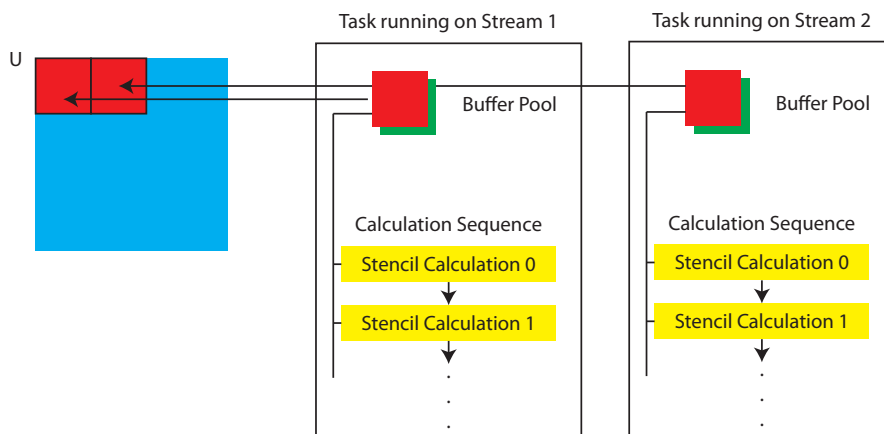 Task running on Stream 1
Task running on Stream 2
U
Buffer Pool
Buffer Pool
Calculation Sequence
Calculation Sequence
Stencil Calculation 0
Stencil Calculation 0
Stencil Calculation 1
Stencil Calculation 1